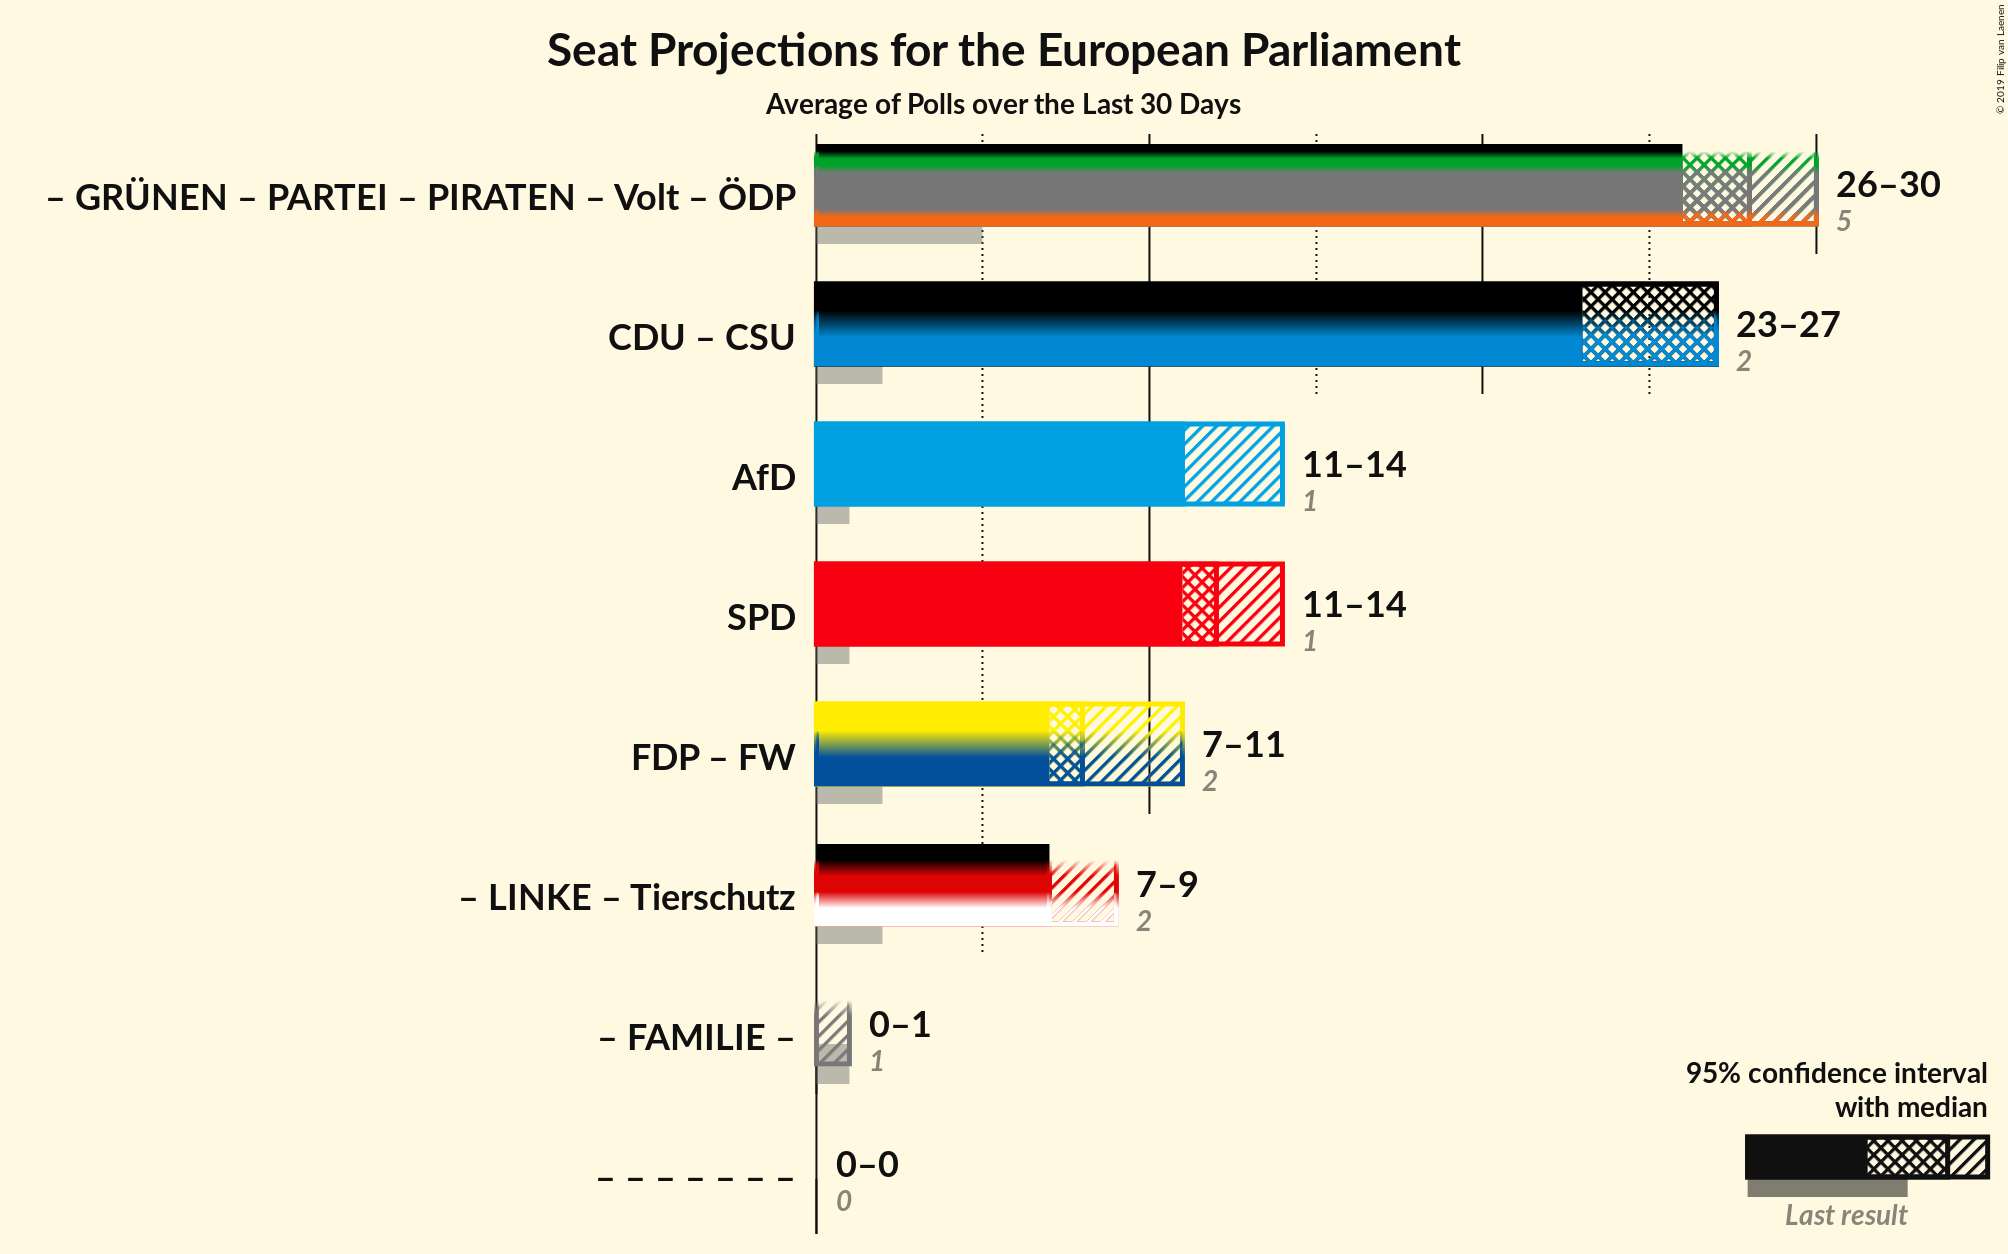 Seat Projections for the European Parliament
Average of Polls over the Last 30 Days
© 2019 Filip van Laenen
– GRÜNEN – PARTEI – PIRATEN – Volt – ÖDP
26–30
5
CDU – CSU
23–27
2
AfD
11–14
1
SPD
11–14
1
FDP – FW
7–11
2
– LINKE – Tierschutz
7–9
2
– FAMILIE –
0–1
1
– – – – – – –
0–0
0
95% confidence interval
with median
Last result